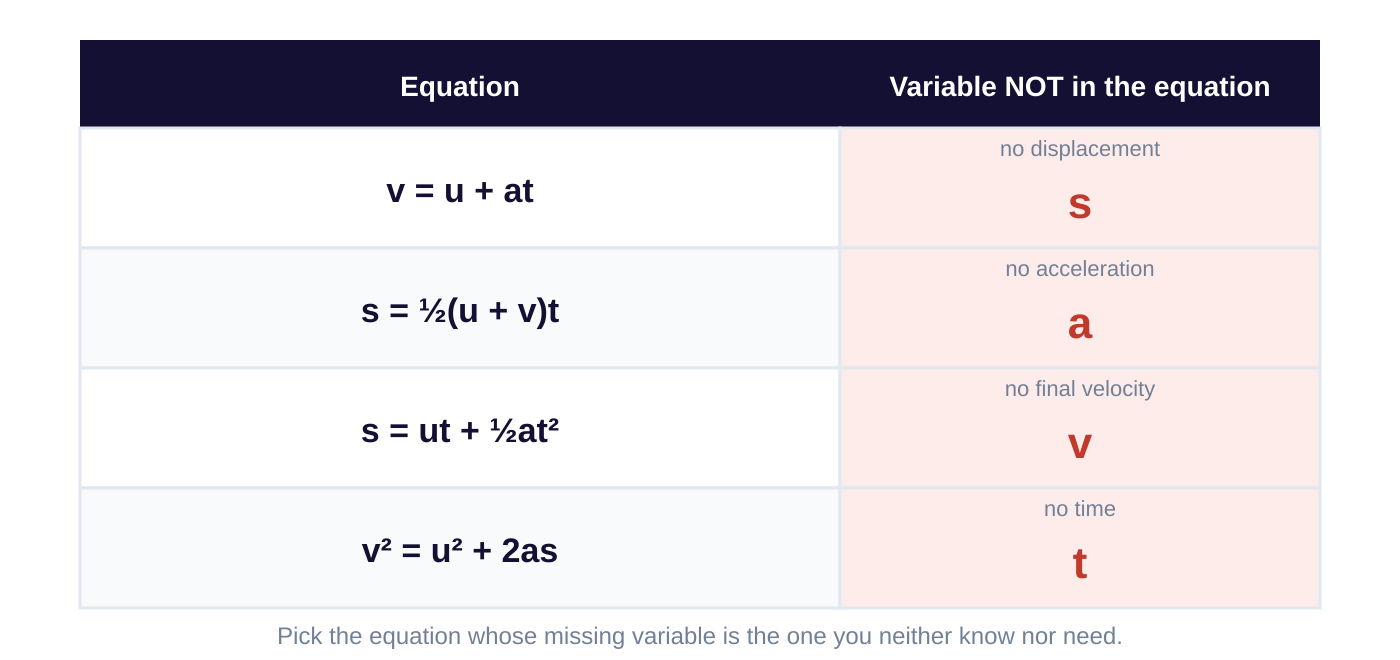 Equation
Variable NOT in the equation
v = u + at
no displacement
s
s = ½(u + v)t
no acceleration
a
s = ut + ½at²
no final velocity
v
v² = u² + 2as
no time
t
Pick the equation whose missing variable is the one you neither know nor need.